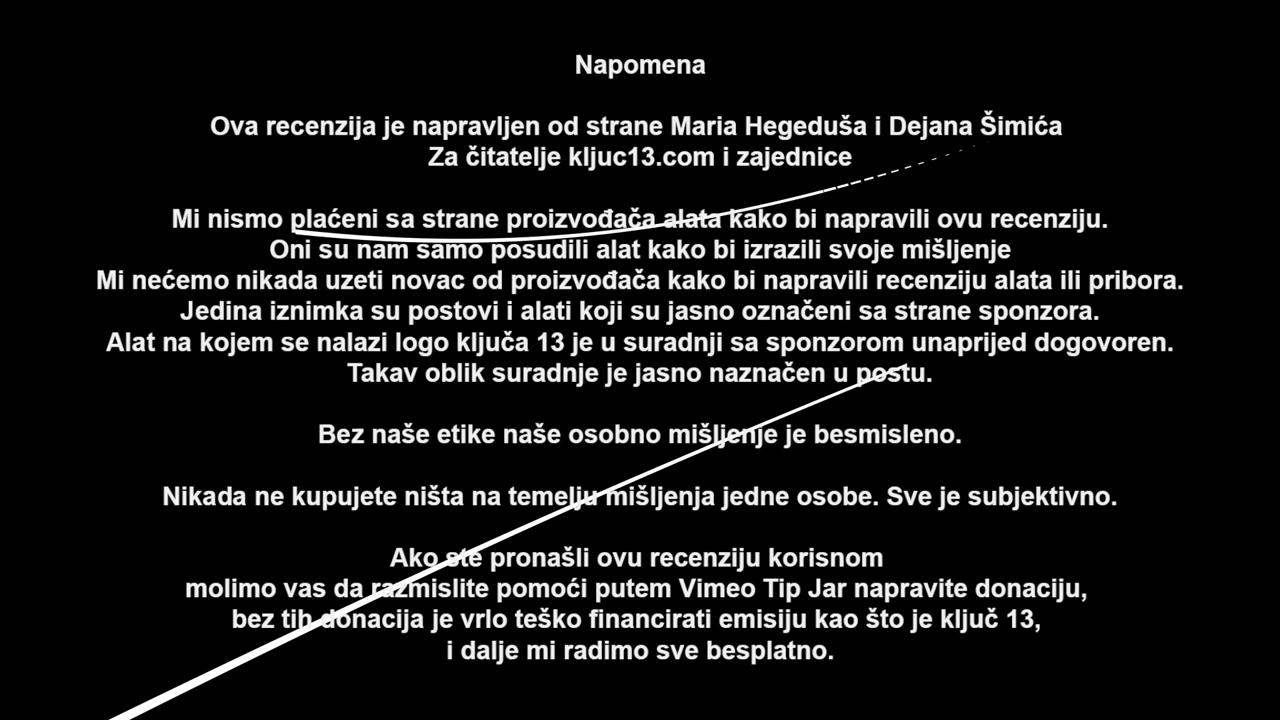 Napomena
Ova recenzija je napravljen od strane Maria Hegeduša i Dejana Šimića
Za čitatelje kljuc13.com i zajednice
Mi nismo plaćeni sa strane proizvođača alata kako bi napravili ovu recenziju.
Oni su nam samo posudili alat kako bi izrazili svoje mišljenje
Mi nećemo nikada uzeti novac od proizvođača kako bi napravili recenziju alata ili pribora.
Jedina iznimka su postovi i alati koji su jasno označeni sa strane sponzora.
Alat na kojem se nalazi logo ključa 13 je u suradnji sa sponzorom unaprijed dogovoren.
Takav oblik suradnje je jasno naznačen u postu.
Bez naše etike naše osobno mišljenje je besmisleno.
Nikada ne kupujete ništa na temelju mišljenja jedne osobe. Sve je subjektivno.
Ako ste pronašli ovu recenziju korisnom
molimo vas da razmislite pomoći putem Vimeo Tip Jar napravite donaciju,
bez tih donacija je vrlo teško financirati emisiju kao što je ključ 13,
i dalje mi radimo sve besplatno.